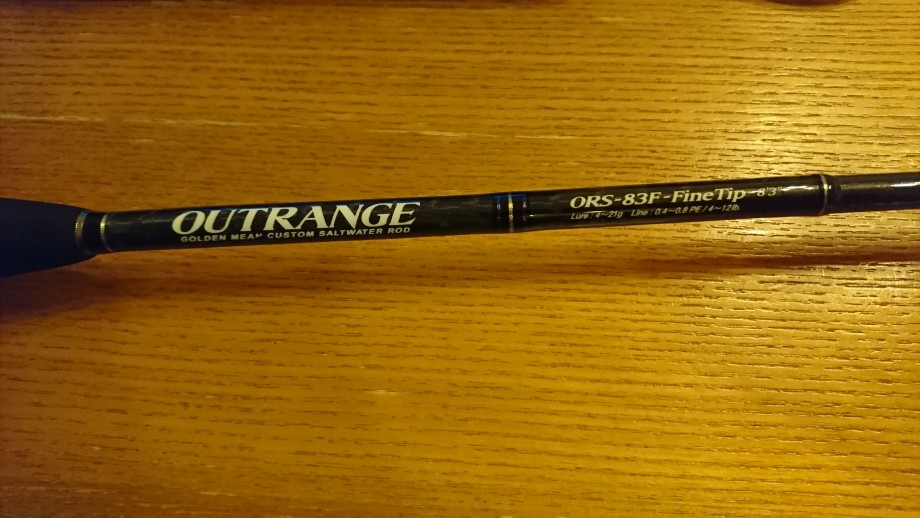 OUTRANGE
GOLDEN MEAN CUSTOM SALTWATER ROD
ORS-83F-FineTip 8'3"
Lure : 4~21g Line : 0.4~0.8 PE / 4~12lb